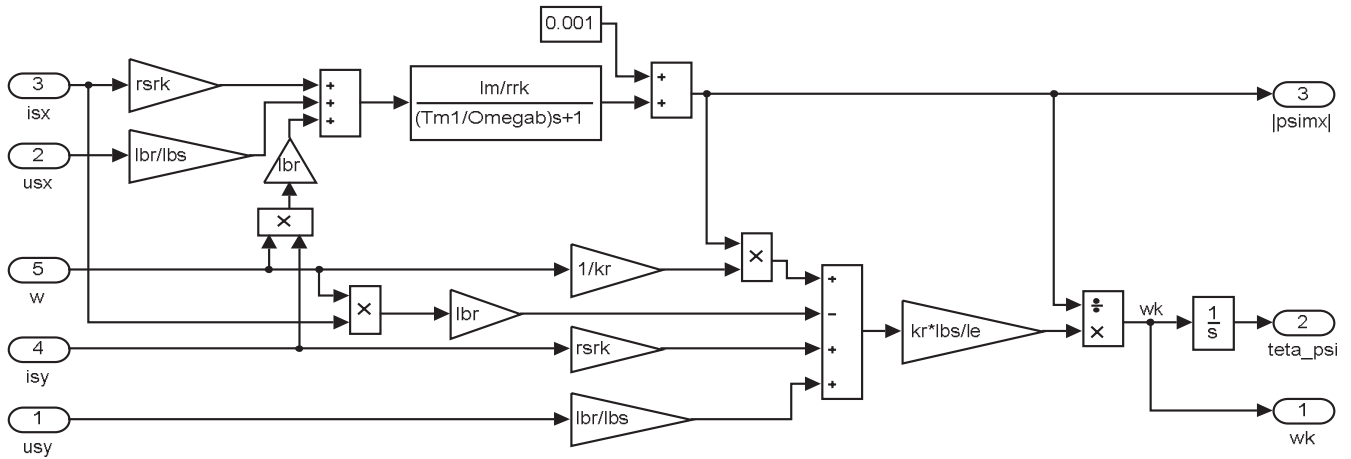 0.001
3
isx
rsrk
+
+
+
lm/rrk
(Tm1/Omegab)s+1
+
+
3
|psimx|
2
usx
lbr/lbs
lbr
×
5
w
1/kr
×
×
lbr
+
−
+
+
kr*lbs/le
÷
×
wk
1
s
2
teta_psi
4
isy
rsrk
1
usy
lbr/lbs
1
wk